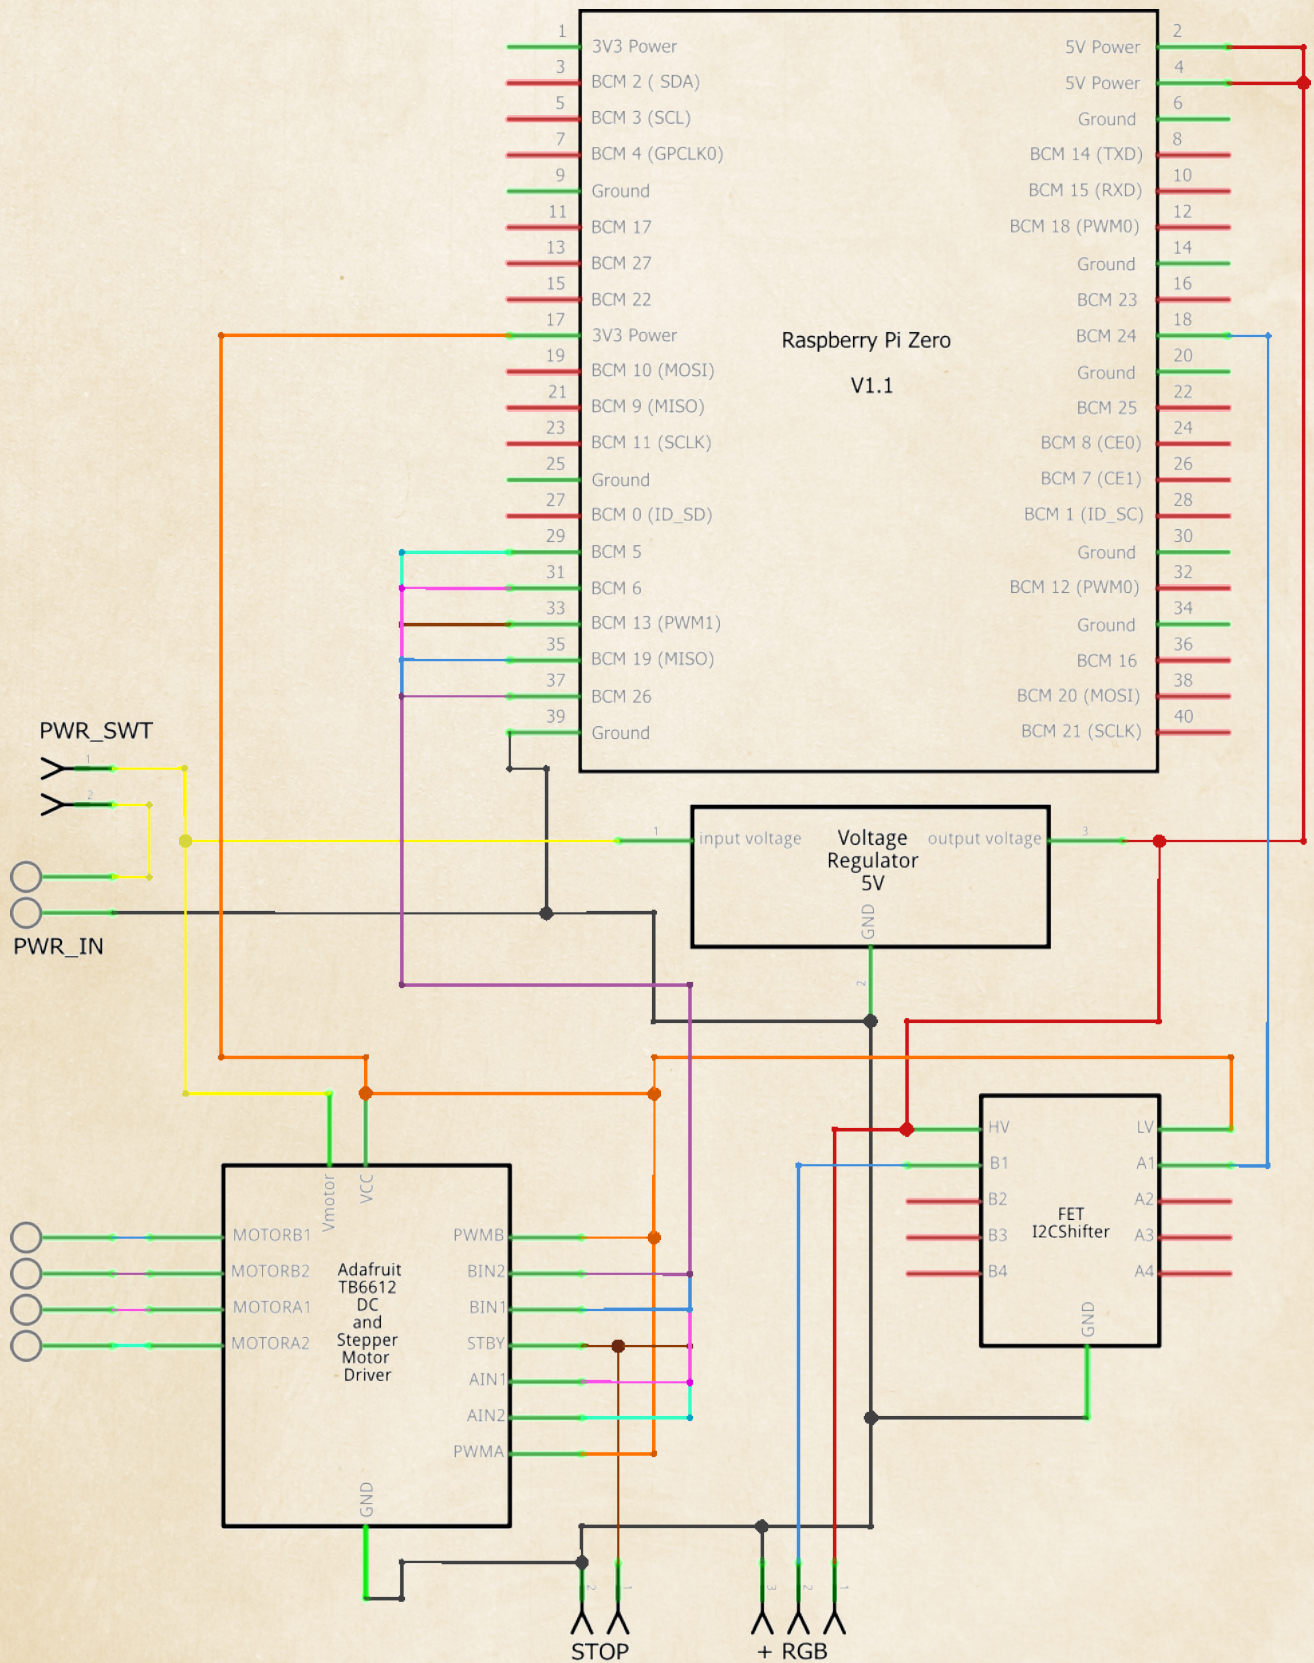 1 3V3 Power 5V Power 2
3 BCM 2 ( SDA) 5V Power 4
5 BCM 3 (SCL) Ground 6
7 BCM 4 (GPCLK0) BCM 14 (TXD) 8
9 Ground BCM 15 (RXD) 10
11 BCM 17 BCM 18 (PWM0) 12
13 BCM 27 Ground 14
15 BCM 22 BCM 23 16
17 3V3 Power BCM 24 18
Raspberry Pi Zero
V1.1
19 BCM 10 (MOSI) Ground 20
21 BCM 9 (MISO) BCM 25 22
23 BCM 11 (SCLK) BCM 8 (CE0) 24
25 Ground BCM 7 (CE1) 26
27 BCM 0 (ID_SD) BCM 1 (ID_SC) 28
29 BCM 5 Ground 30
31 BCM 6 BCM 12 (PWM0) 32
33 BCM 13 (PWM1) Ground 34
35 BCM 19 (MISO) BCM 16 36
37 BCM 26 BCM 20 (MOSI) 38
39 Ground BCM 21 (SCLK) 40
PWR_SWT
1
2
PWR_IN
1 input voltage output voltage 3
Voltage
Regulator
5V
GND
2
Vmotor
VCC
MOTORB1 PWMB
MOTORB2 BIN2
MOTORA1 BIN1
MOTORA2 STBY
AIN1
AIN2
PWMA
Adafruit
TB6612
DC
and
Stepper
Motor
Driver
GND
HV LV
B1 A1
B2 A2
B3 A3
B4 A4
FET
I2CShifter
GND
2 1
STOP
3 2 1
+ RGB